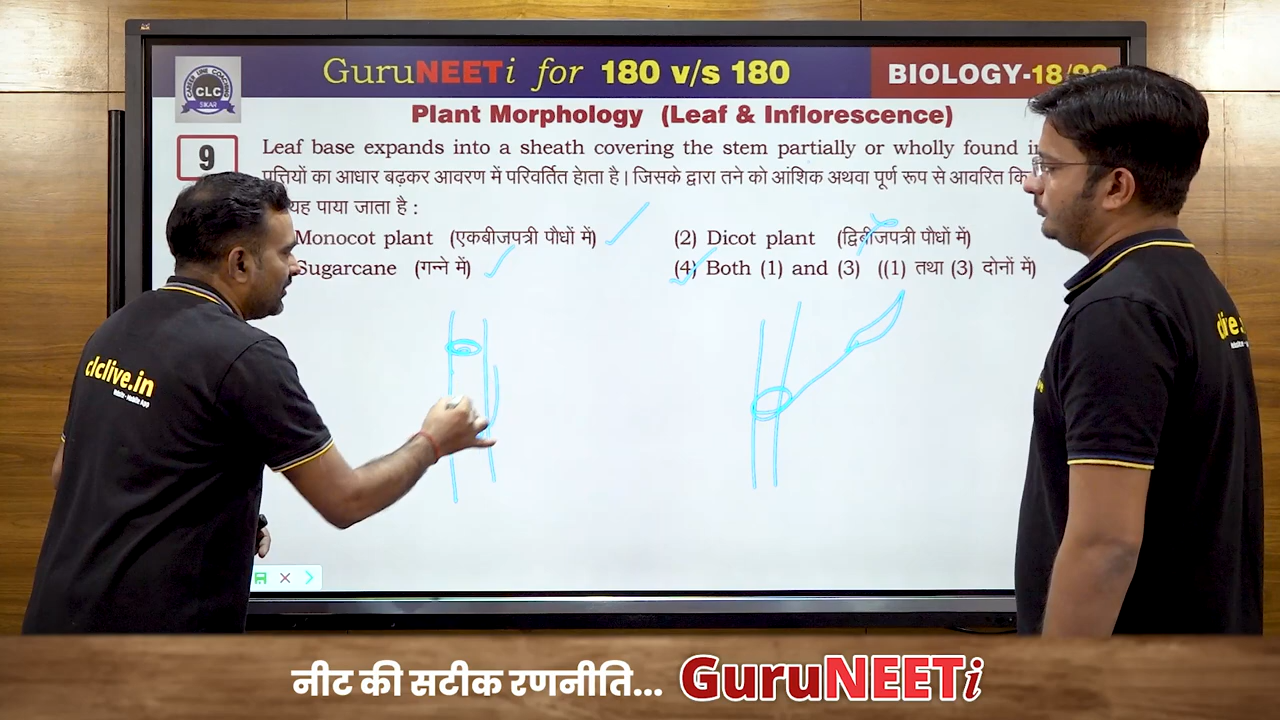 GuruNEETi for 180 v/s 180
BIOLOGY-18/
CLC
SIKAR
Plant Morphology (Leaf & Inflorescence)
9
Leaf base expands into a sheath covering the stem partially or wholly found in
पत्तियों का आधार बढ़कर आवरण में परिवर्तित होता है। जिसके द्वारा तने को आंशिक अथवा पूर्ण रूप से आवरित
यह पाया जाता है :
Monocot plant (एकबीजपत्री पौधों में)
(2) Dicot plant (द्विबीजपत्री पौधों में)
Sugarcane (गन्ने में)
(4) Both (1) and (3) ((1) तथा (3) दोनों में)
clclive.in
नीट की सटीक रणनीति... GuruNEETi